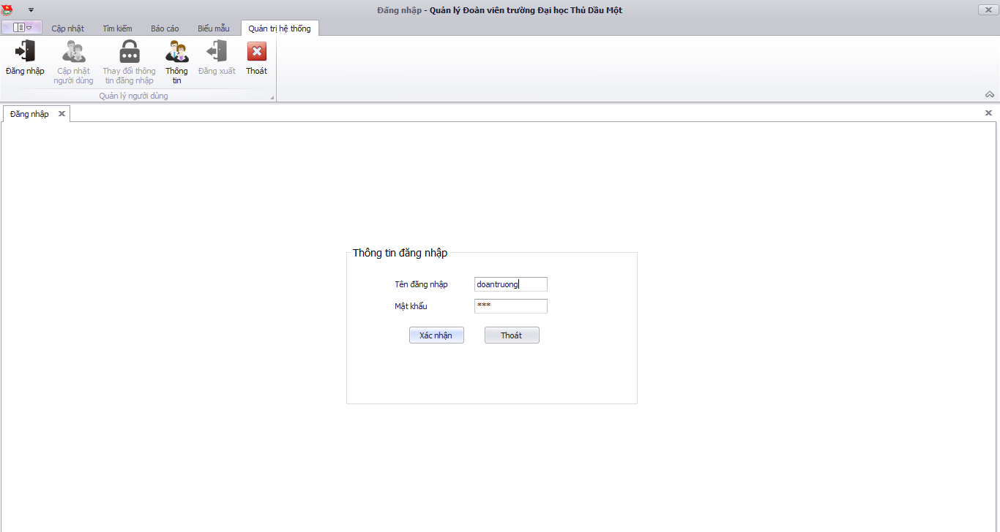 Đăng nhập - Quản lý Đoàn viên trường Đại học Thủ Dầu Một
Cập nhật Tìm kiếm Báo cáo Biểu mẫu Quản trị hệ thống
Đăng nhập
Cập nhật
người dùng
Thay đổi thông
tin đăng nhập
Thông
tin
Đăng xuất
Thoát
Quản lý người dùng
Đăng nhập
Thông tin đăng nhập
Tên đăng nhập doantruong
Mật khẩu ***
Xác nhận Thoát